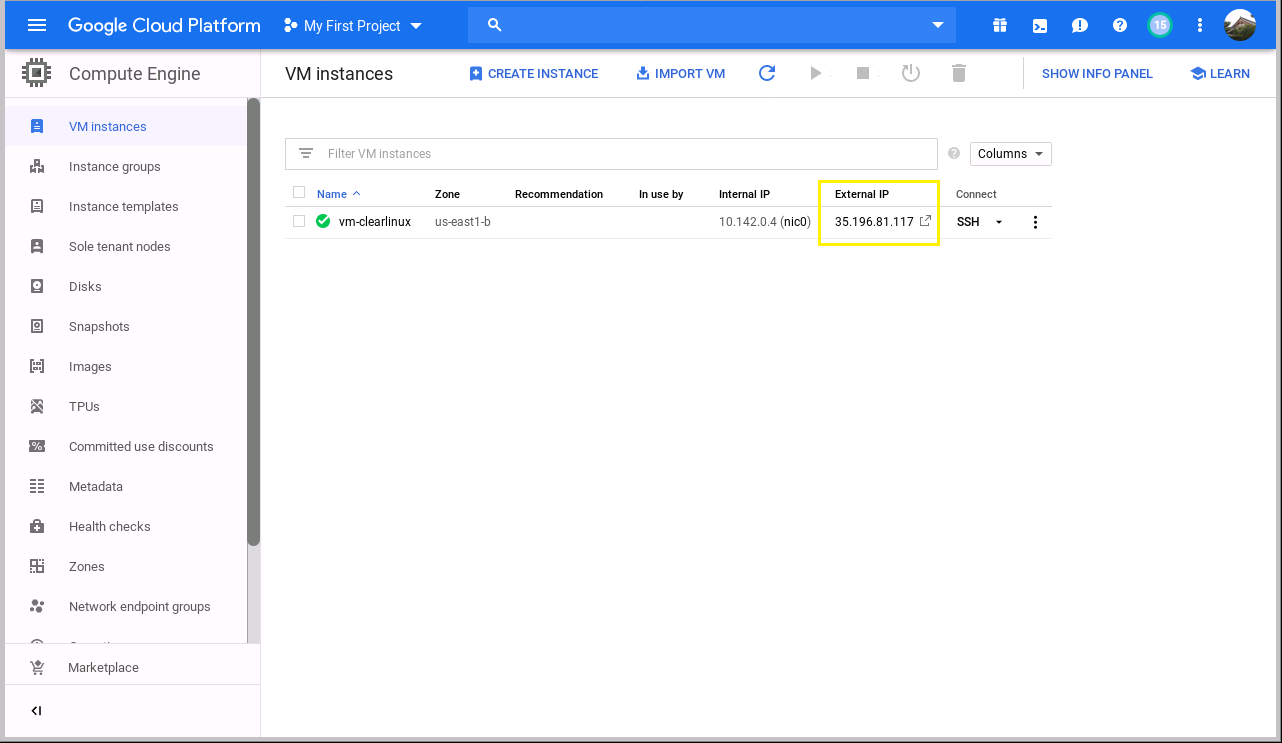 Google Cloud Platform My First Project 15
Compute Engine
VM instances CREATE INSTANCE IMPORT VM SHOW INFO PANEL LEARN
VM instances
Instance groups
Instance templates
Sole tenant nodes
Disks
Snapshots
Images
TPUs
Committed use discounts
Metadata
Health checks
Zones
Network endpoint groups
Marketplace
Filter VM instances Columns
Name Zone Recommendation In use by Internal IP External IP Connect
vm-clearlinux us-east1-b 10.142.0.4 (nic0) 35.196.81.117 SSH